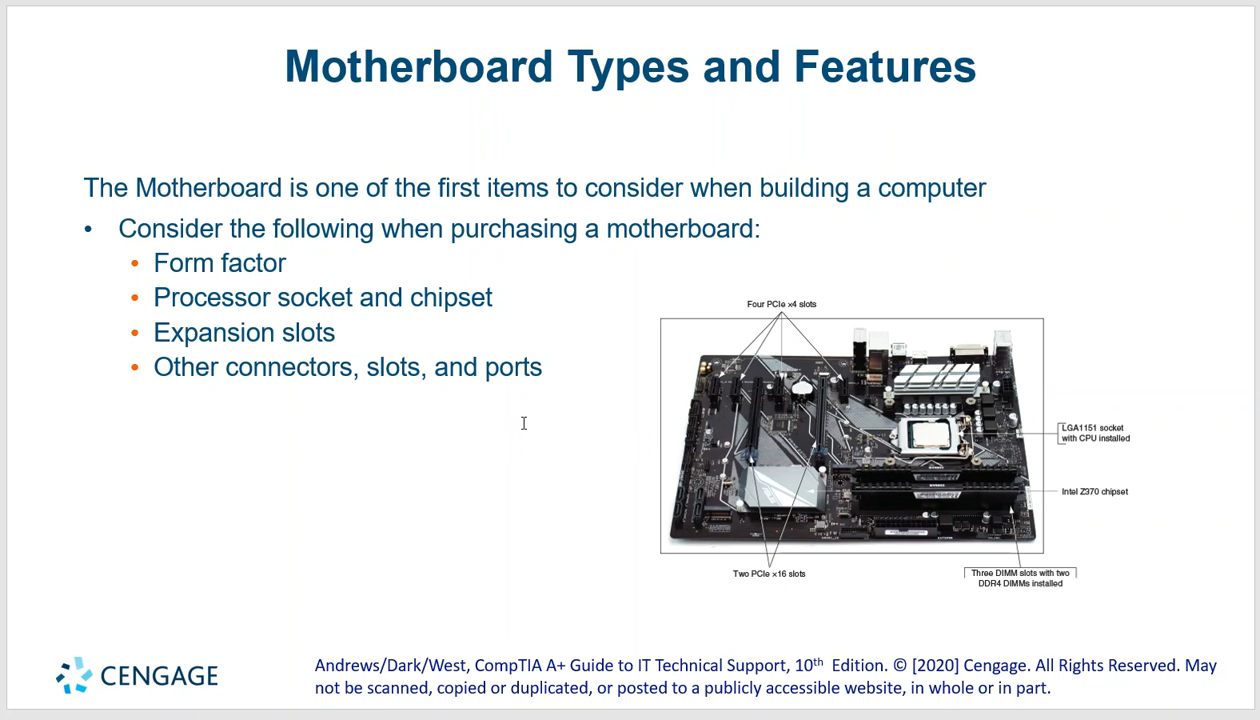 Motherboard Types and Features
The Motherboard is one of the first items to consider when building a computer
• Consider the following when purchasing a motherboard:
• Form factor
• Processor socket and chipset
• Expansion slots
• Other connectors, slots, and ports
Four PCIe ×4 slots
LGA1151 socket
with CPU installed
Intel Z370 chipset
Two PCIe ×16 slots
Three DIMM slots with two
DDR4 DIMMs installed
CENGAGE
Andrews/Dark/West, CompTIA A+ Guide to IT Technical Support, 10th Edition. © [2020] Cengage. All Rights Reserved. May
not be scanned, copied or duplicated, or posted to a publicly accessible website, in whole or in part.